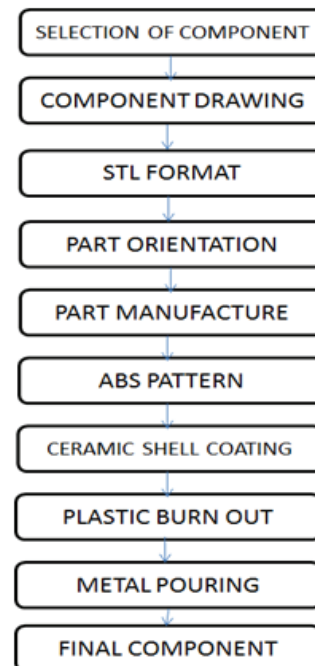 SELECTION OF COMPONENT
COMPONENT DRAWING
STL FORMAT
PART ORIENTATION
PART MANUFACTURE
ABS PATTERN
CERAMIC SHELL COATING
PLASTIC BURN OUT
METAL POURING
FINAL COMPONENT